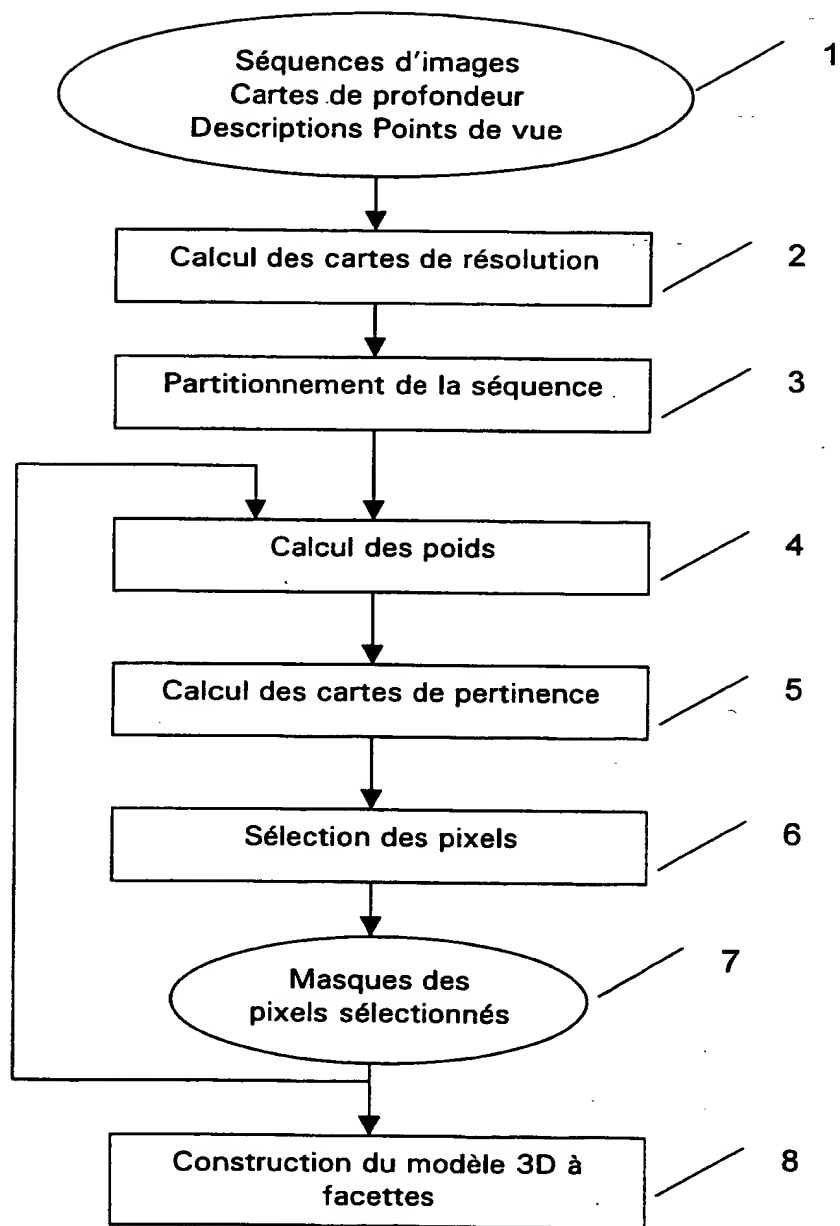 Séquences d'images
Cartes de profondeur
Descriptions Points de vue
1
Calcul des cartes de résolution
2
Partitionnement de la séquence
3
Calcul des poids
4
Calcul des cartes de pertinence
5
Sélection des pixels
6
Masques des
pixels sélectionnés
7
Construction du modèle 3D à
facettes
8